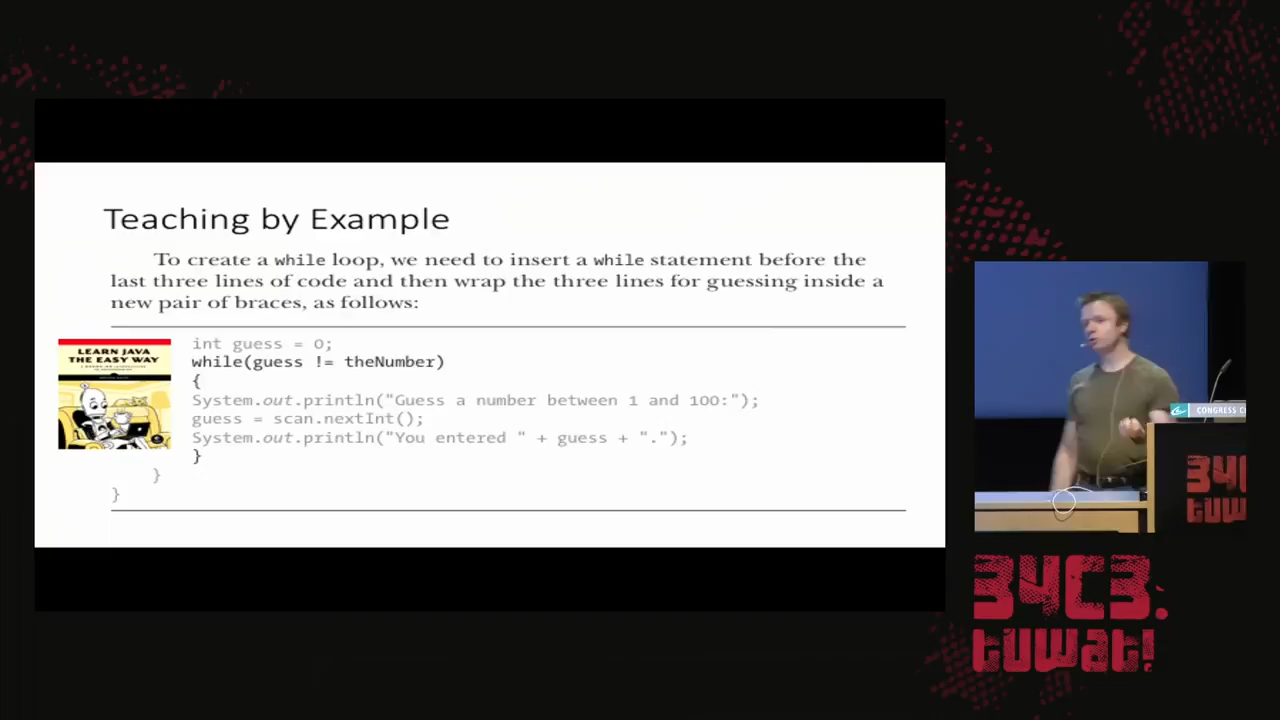 Teaching by Example
To create a while loop, we need to insert a while statement before the
last three lines of code and then wrap the three lines for guessing inside a
new pair of braces, as follows:
LEARN JAVA
THE EASY WAY
int guess = 0;
while(guess != theNumber)
{
System.out.println("Guess a number between 1 and 100:");
guess = scan.nextInt();
System.out.println("You entered " + guess + ".");
}
}
}
CONGRESS C
34
tuw
34C3.
tuwat!